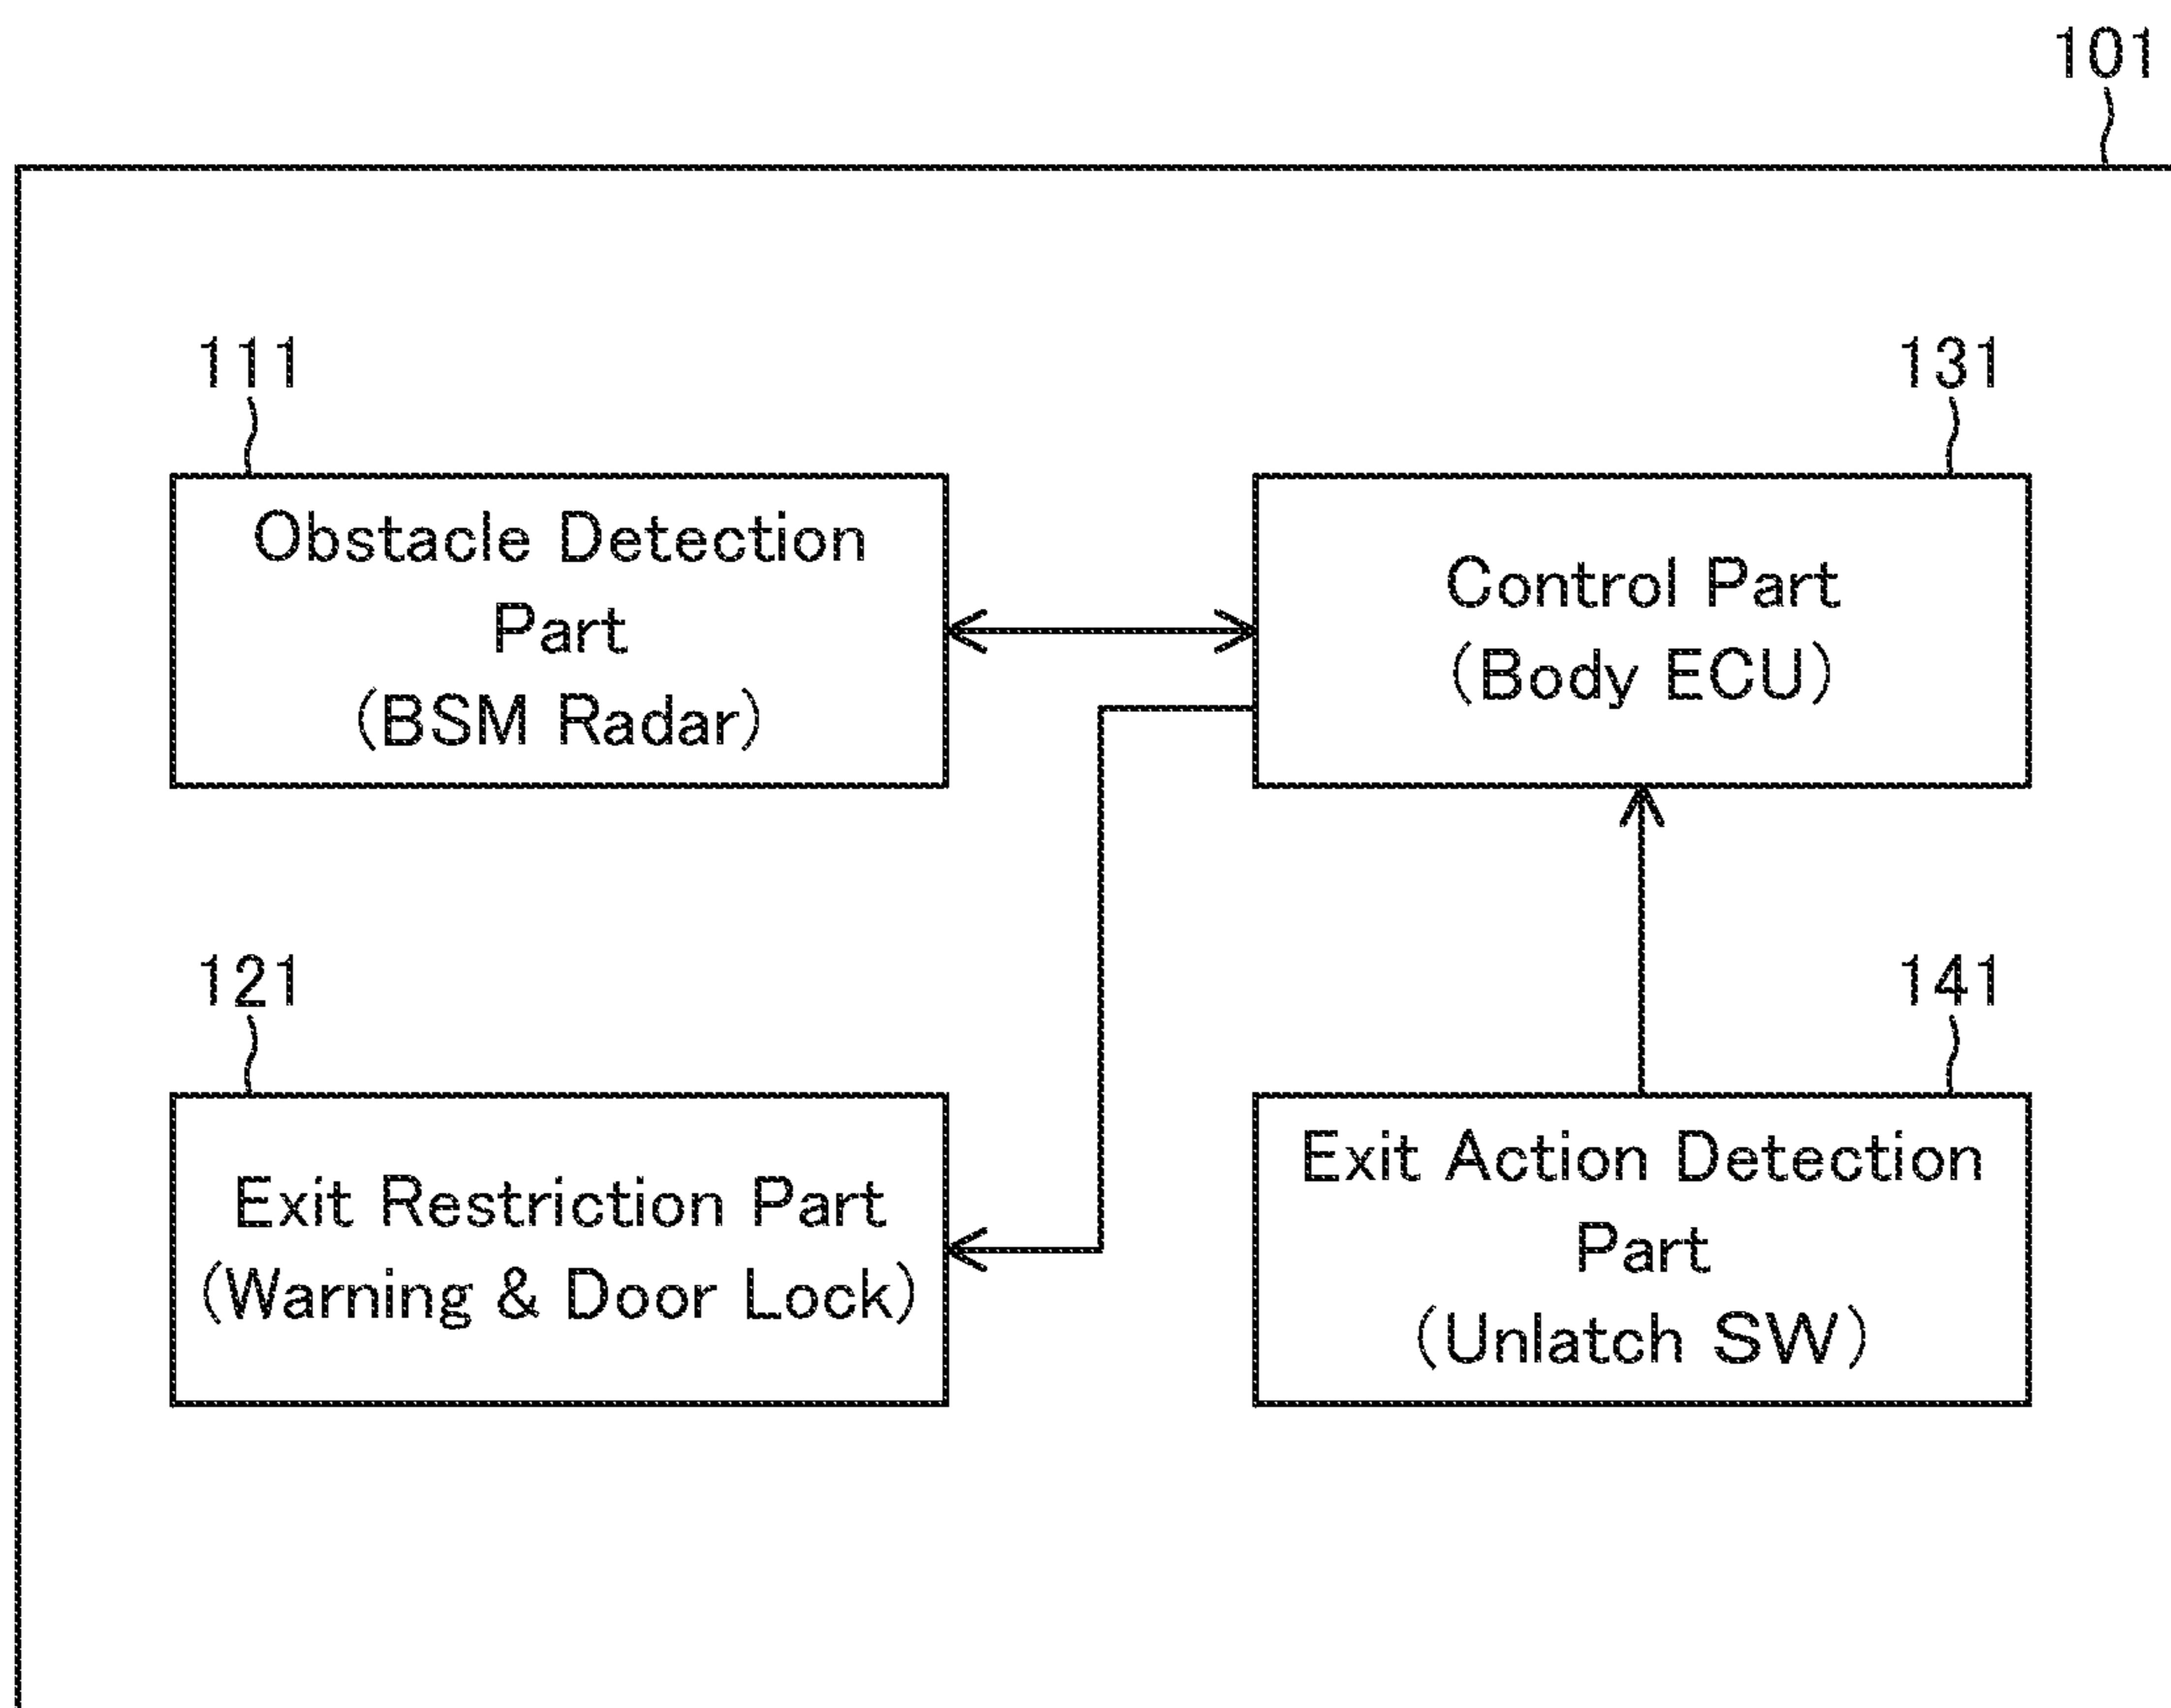 101
111
Obstacle Detection
Part
(BSM Radar)
131
Control Part
(Body ECU)
121
Exit Restriction Part
(Warning & Door Lock)
141
Exit Action Detection
Part
(Unlatch SW)